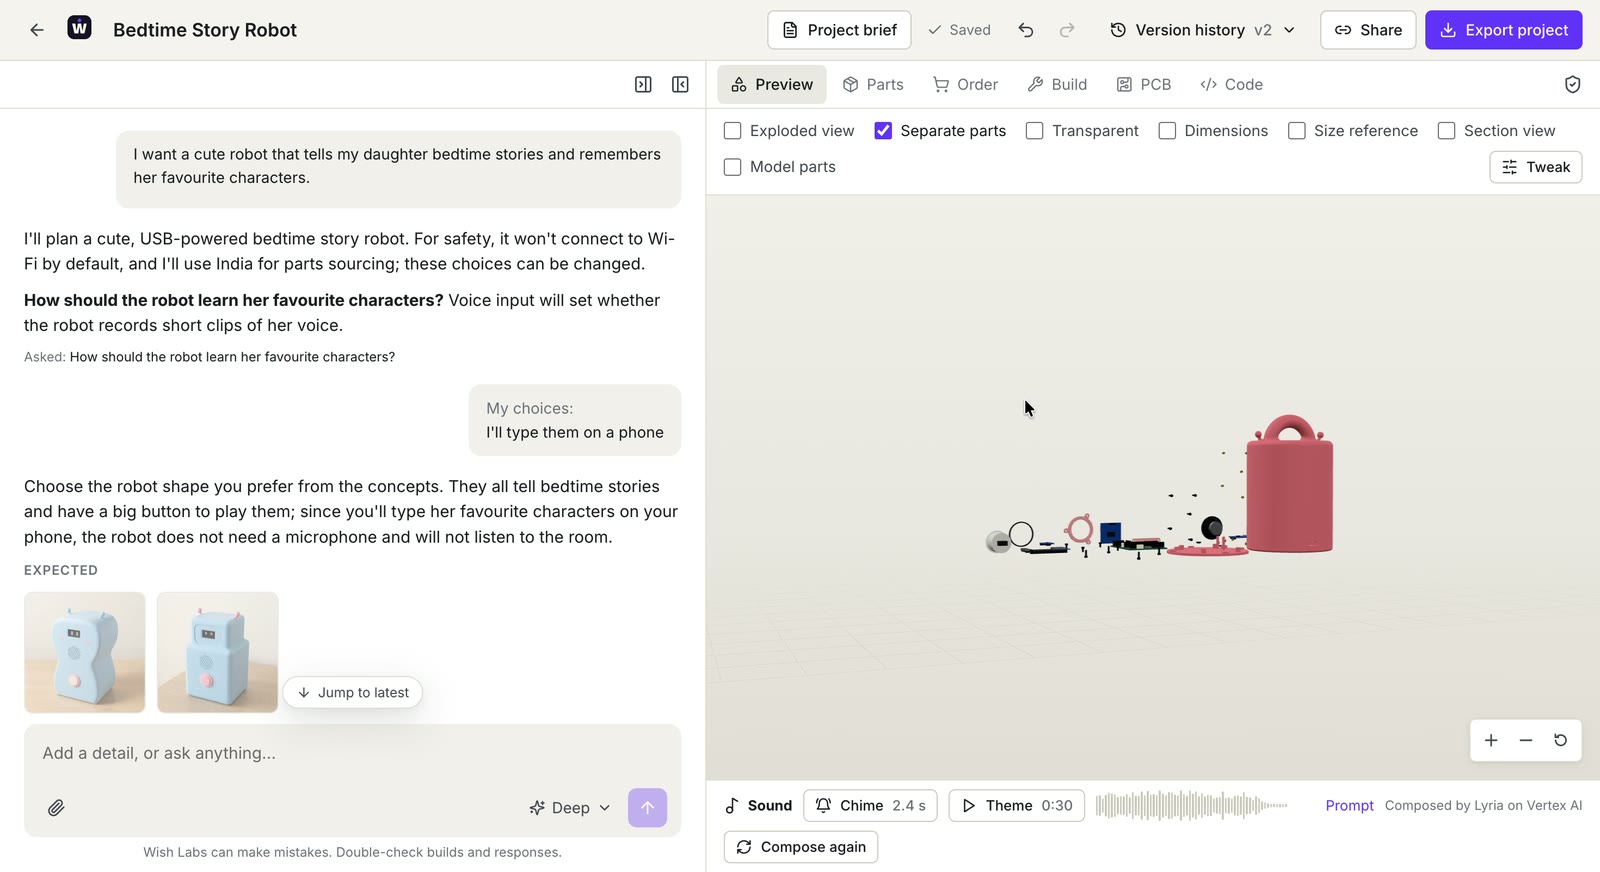 W
Bedtime Story Robot
Project brief
Saved
Version history v2
Share
Export project
Preview
Parts
Order
Build
PCB
Code
Exploded view
Separate parts
Transparent
Dimensions
Size reference
Section view
Model parts
Tweak
I want a cute robot that tells my daughter bedtime stories and remembers
her favourite characters.
I'll plan a cute, USB-powered bedtime story robot. For safety, it won't connect to Wi-
Fi by default, and I'll use India for parts sourcing; these choices can be changed.
How should the robot learn her favourite characters? Voice input will set whether
the robot records short clips of her voice.
Asked: How should the robot learn her favourite characters?
My choices:
I'll type them on a phone
Choose the robot shape you prefer from the concepts. They all tell bedtime stories
and have a big button to play them; since you'll type her favourite characters on your
phone, the robot does not need a microphone and will not listen to the room.
EXPECTED
Jump to latest
Add a detail, or ask anything...
Deep
Wish Labs can make mistakes. Double-check builds and responses.
Sound
Chime 2.4 s
Theme 0:30
Prompt
Composed by Lyria on Vertex AI
Compose again